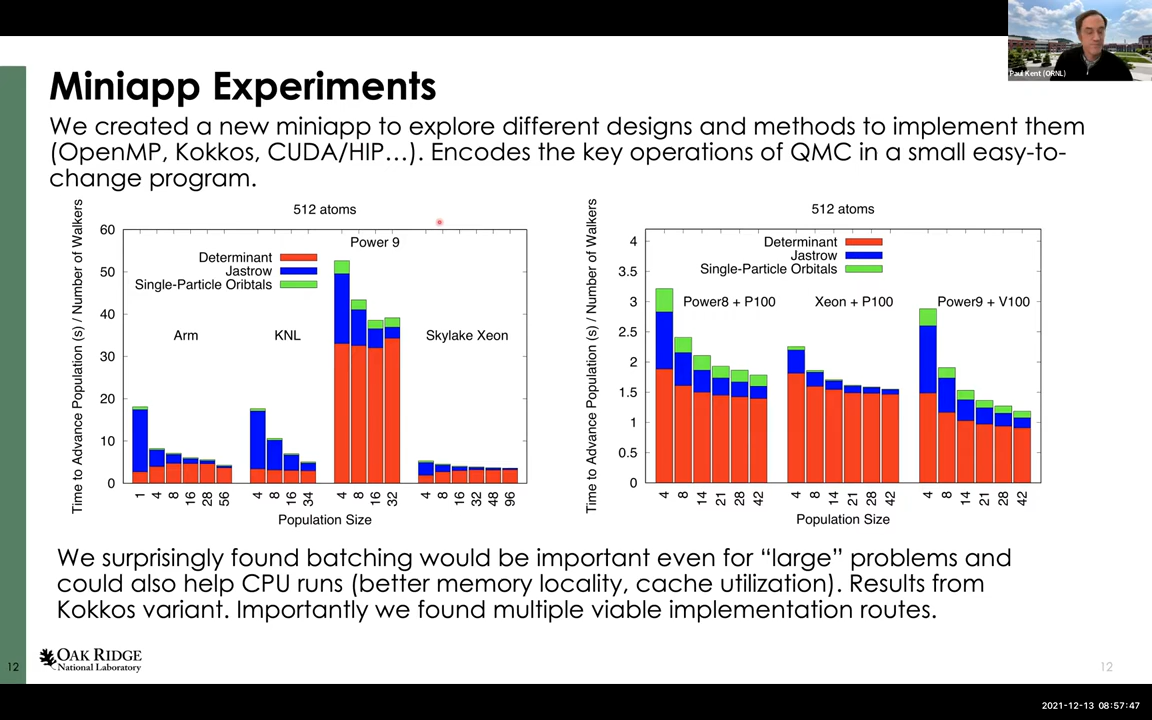 Paul Kent (ORNL)
Miniapp Experiments
We created a new miniapp to explore different designs and methods to implement them
(OpenMP, Kokkos, CUDA/HIP…). Encodes the key operations of QMC in a small easy-to-
change program.
512 atoms
Time to Advance Population (s) / Number of Walkers
60
50
40
30
20
10
0
Power 9
Determinant
Jastrow
Single-Particle Oribtals
Arm
KNL
Skylake Xeon
1 4 8 16 28 56 4 8 16 34 4 8 16 32 4 8 16 32 48 96
Population Size
512 atoms
Time to Advance Population (s) / Number of Walkers
4
3.5
3
2.5
2
1.5
1
0.5
0
Determinant
Jastrow
Single-Particle Orbitals
Power8 + P100
Xeon + P100
Power9 + V100
4 8 14 21 28 42 4 8 14 21 28 42 4 8 14 21 28 42
Population Size
We surprisingly found batching would be important even for “large” problems and
could also help CPU runs (better memory locality, cache utilization). Results from
Kokkos variant. Importantly we found multiple viable implementation routes.
12
OAK RIDGE
National Laboratory
12
2021-12-13 08:57:47